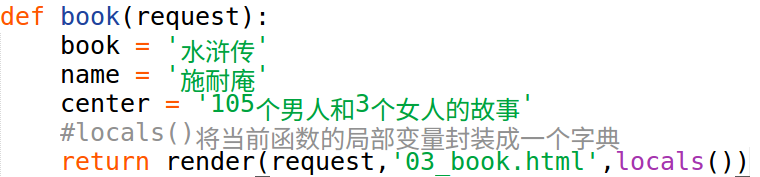 def book(request):
    book = '水浒传'
    name = '施耐庵'
    center = '105个男人和3个女人的故事'
    #locals()将当前函数的局部变量封装成一个字典
    return render(request,'03_book.html',locals())